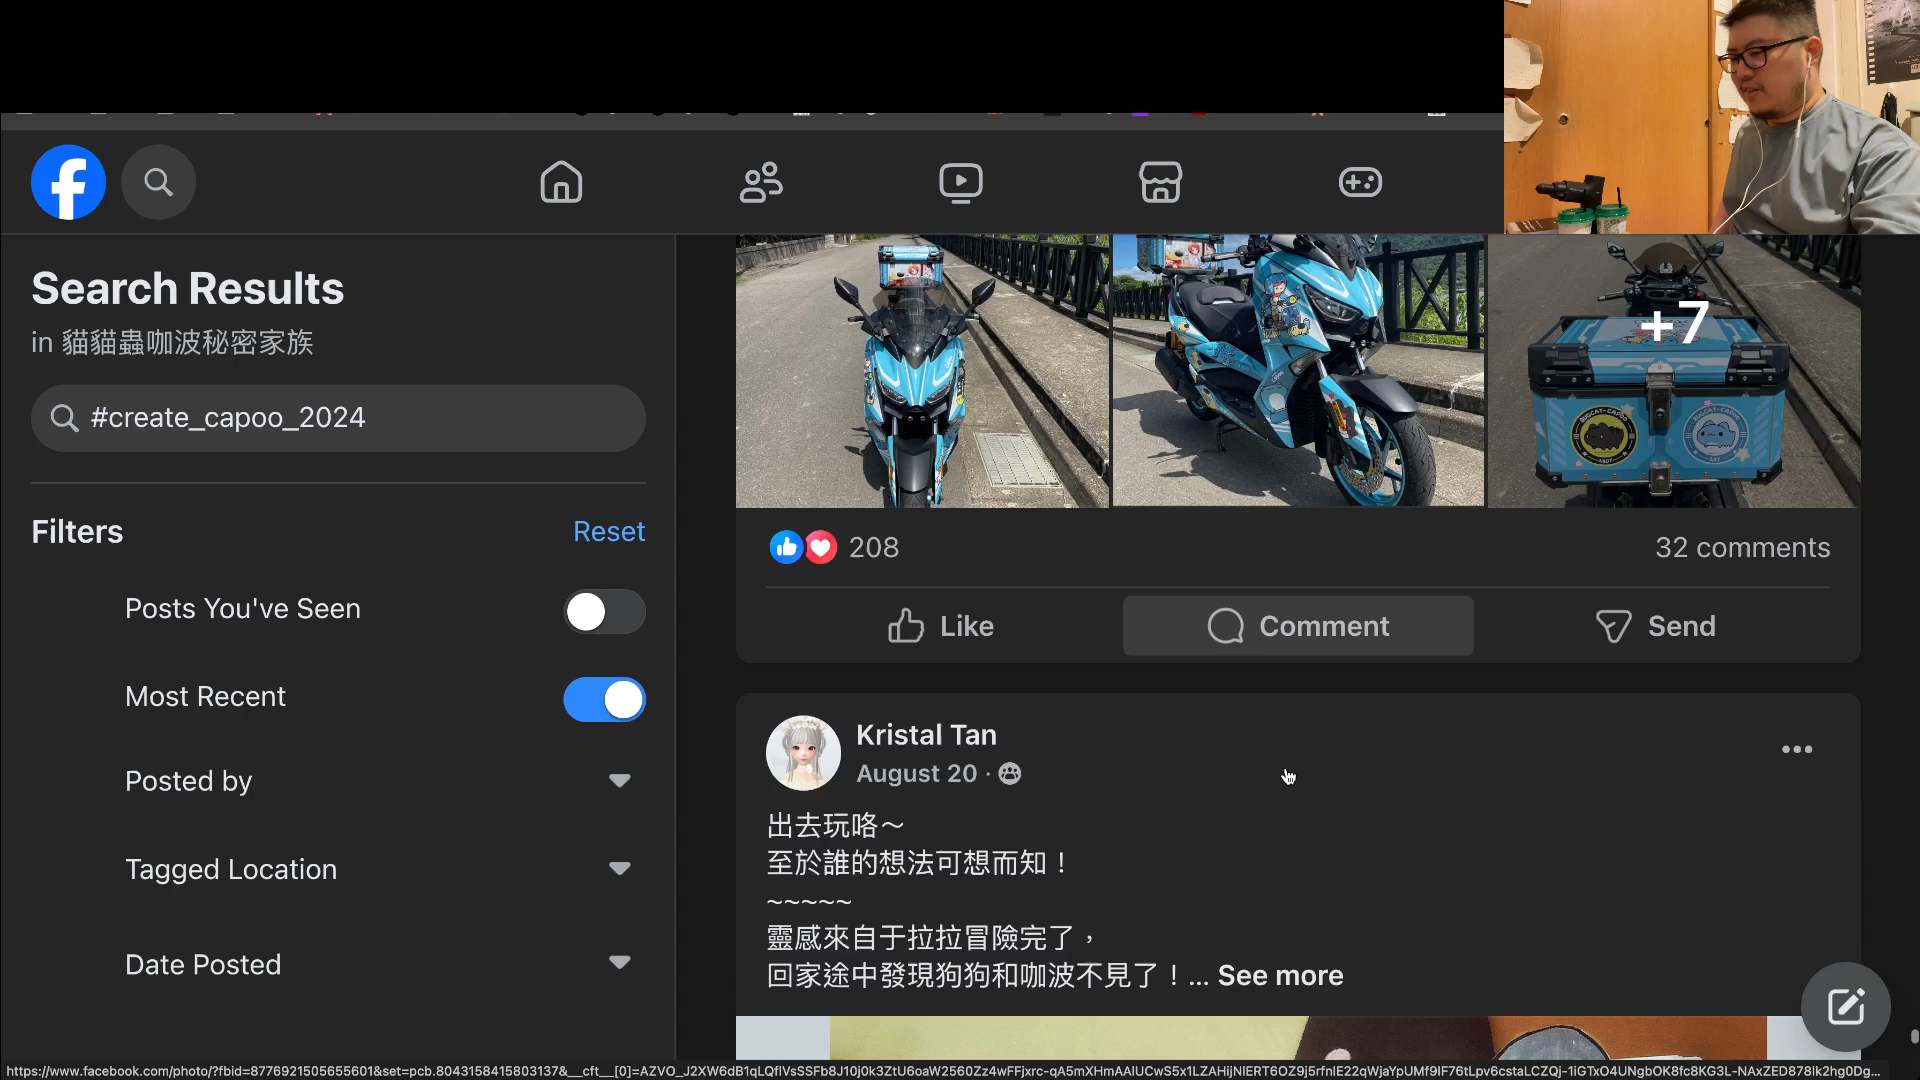 Search Results
in 貓貓蟲咖波秘密家族
#create_capoo_2024
Filters
Reset
Posts You've Seen
Most Recent
Posted by
Tagged Location
Date Posted
+7
208
32 comments
Like
Comment
Send
Kristal Tan
August 20 ·
出去玩咯～
至於誰的想法可想而知！
~~~~~
靈感來自于拉拉冒險完了，
回家途中發現狗狗和咖波不見了！... See more